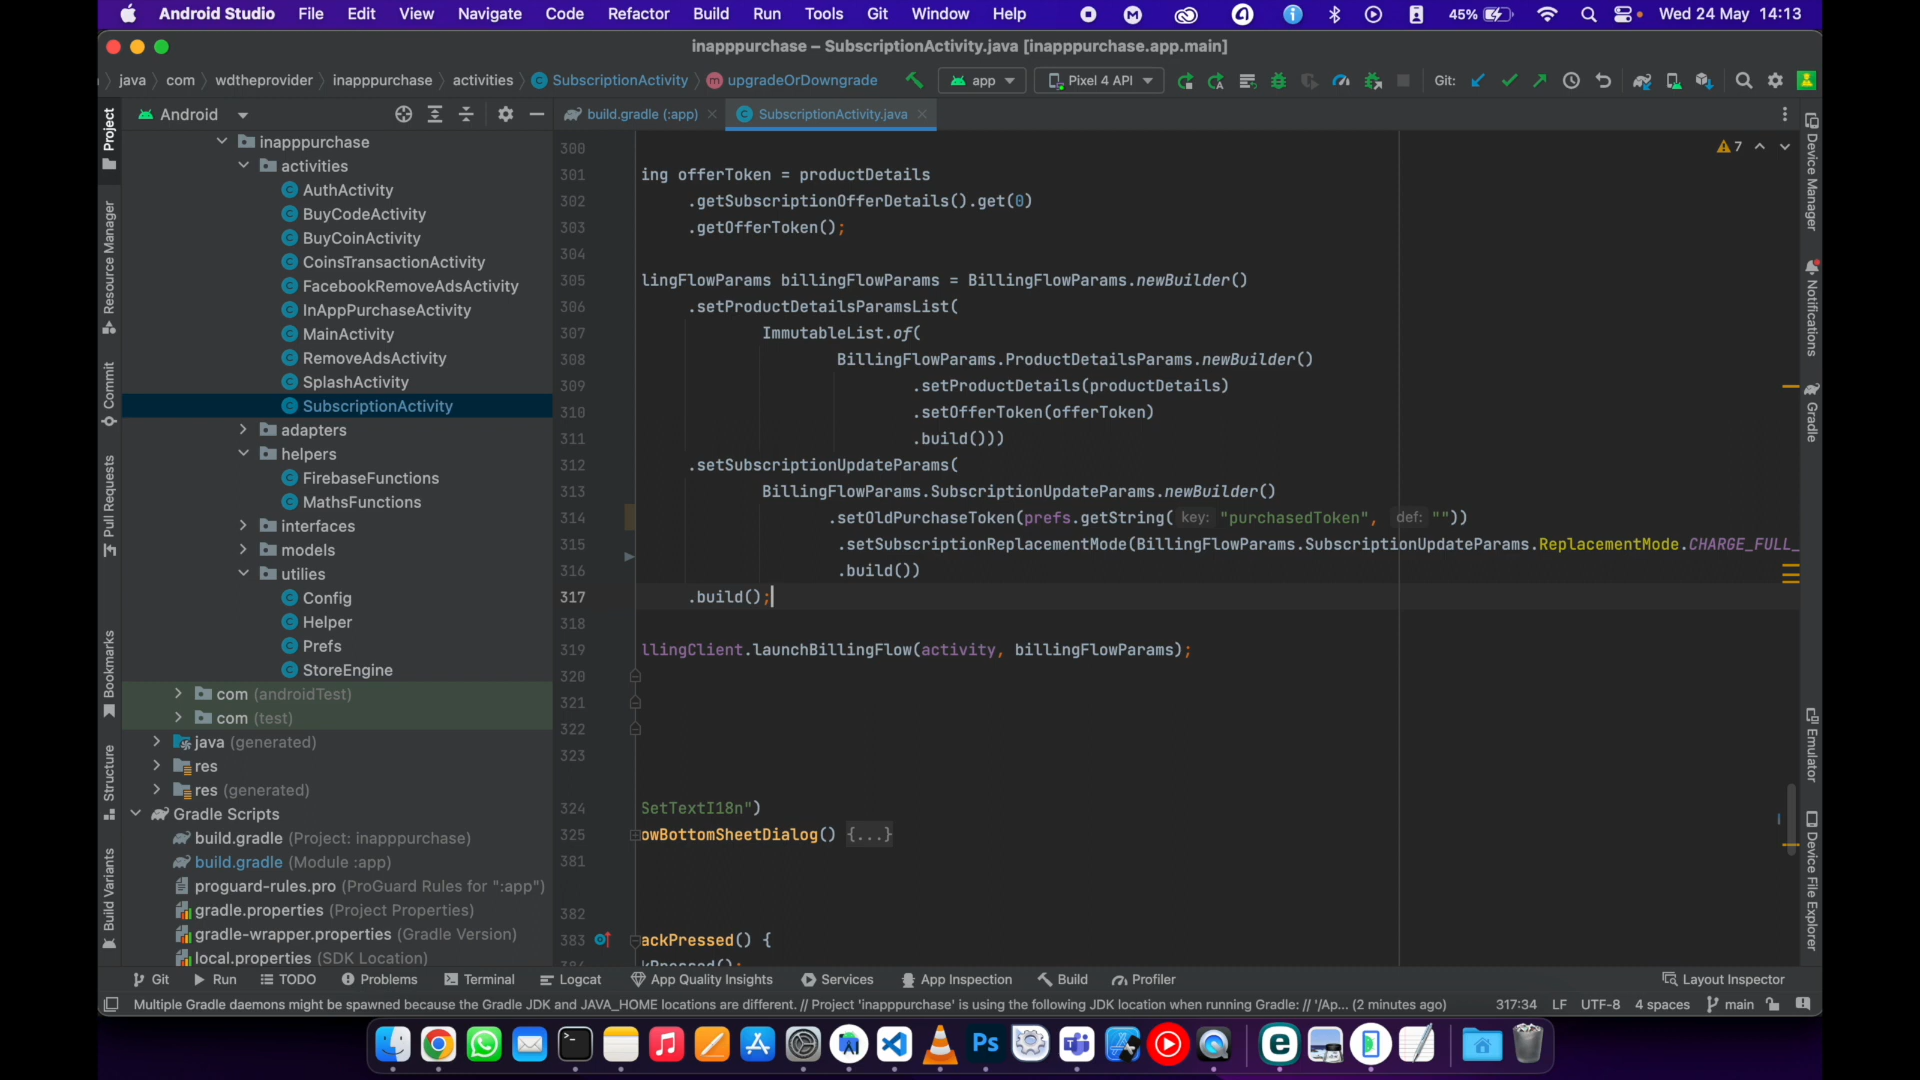 Android Studio File Edit View Navigate Code Refactor Build Run Tools Git Window Help 45% Wed 24 May 14:13
inapppurchase – SubscriptionActivity.java [inapppurchase.app.main]
java com wdtheprovider inapppurchase activities SubscriptionActivity upgradeOrDowngrade app Pixel 4 API Git:
Android
build.gradle (:app) SubscriptionActivity.java
Project
Resource Manager
Commit
Pull Requests
Bookmarks
Structure
Build Variants
inapppurchase
activities
AuthActivity
BuyCodeActivity
BuyCoinActivity
CoinsTransactionActivity
FacebookRemoveAdsActivity
InAppPurchaseActivity
MainActivity
RemoveAdsActivity
SplashActivity
SubscriptionActivity
adapters
helpers
FirebaseFunctions
MathsFunctions
interfaces
models
utilies
Config
Helper
Prefs
StoreEngine
com (androidTest)
com (test)
java (generated)
res
res (generated)
Gradle Scripts
build.gradle (Project: inapppurchase)
build.gradle (Module :app)
proguard-rules.pro (ProGuard Rules for ":app")
gradle.properties (Project Properties)
gradle-wrapper.properties (Gradle Version)
local.properties (SDK Location)
7
300
301 ing offerToken = productDetails
302 .getSubscriptionOfferDetails().get(0)
303 .getOfferToken();
304
305 lingFlowParams billingFlowParams = BillingFlowParams.newBuilder()
306 .setProductDetailsParamsList(
307 ImmutableList.of(
308 BillingFlowParams.ProductDetailsParams.newBuilder()
309 .setProductDetails(productDetails)
310 .setOfferToken(offerToken)
311 .build()))
312 .setSubscriptionUpdateParams(
313 BillingFlowParams.SubscriptionUpdateParams.newBuilder()
314 .setOldPurchaseToken(prefs.getString( key: "purchasedToken", def: ""))
315 .setSubscriptionReplacementMode(BillingFlowParams.SubscriptionUpdateParams.ReplacementMode.CHARGE_FULL_
316 .build())
317 .build();
318
319 llingClient.launchBillingFlow(activity, billingFlowParams);
320
321
322
323
324 SetTextI18n")
325 owBottomSheetDialog() {...}
381
382
383 ackPressed() {
Device Manager
Notifications
Gradle
Emulator
Device File Explorer
Git Run TODO Problems Terminal Logcat App Quality Insights Services App Inspection Build Profiler Layout Inspector
Multiple Gradle daemons might be spawned because the Gradle JDK and JAVA_HOME locations are different. // Project 'inapppurchase' is using the following JDK location when running Gradle: // '/Ap... (2 minutes ago) 317:34 LF UTF-8 4 spaces main
Ps